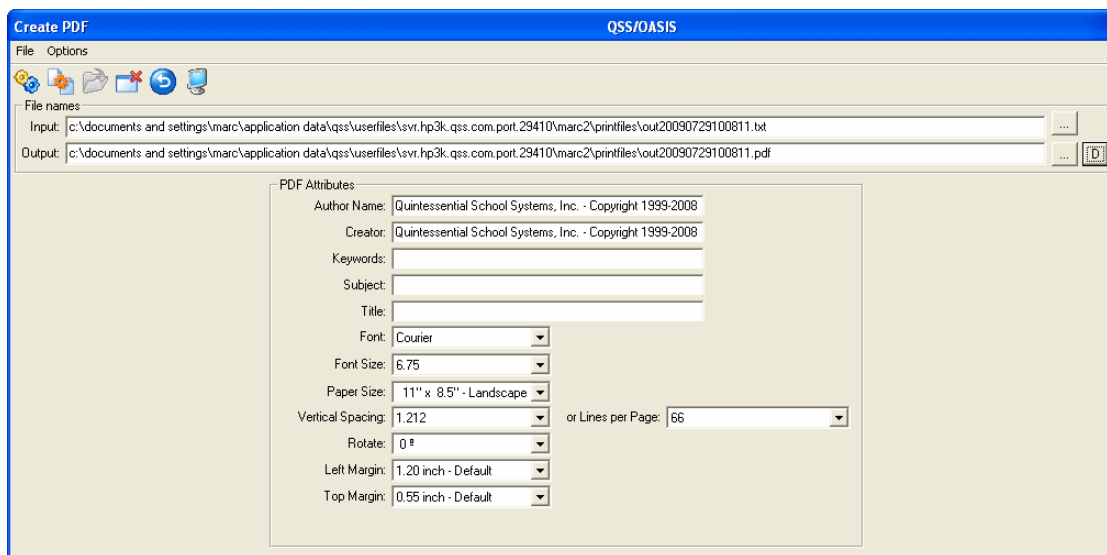 Create PDF QSS/OASIS
File Options
File names
Input: c:\documents and settings\marc\application data\qss\userfiles\svr.hp3k.qss.com.port.29410\marc2\printfiles\out20090729100811.txt ...
Output: c:\documents and settings\marc\application data\qss\userfiles\svr.hp3k.qss.com.port.29410\marc2\printfiles\out20090729100811.pdf ... D
PDF Attributes
Author Name: Quintessential School Systems, Inc. - Copyright 1999-2008
Creator: Quintessential School Systems, Inc. - Copyright 1999-2008
Keywords:
Subject:
Title:
Font: Courier
Font Size: 6.75
Paper Size: 11" x 8.5" - Landscape
Vertical Spacing: 1.212 or Lines per Page: 66
Rotate: 0 º
Left Margin: 1.20 inch - Default
Top Margin: 0.55 inch - Default